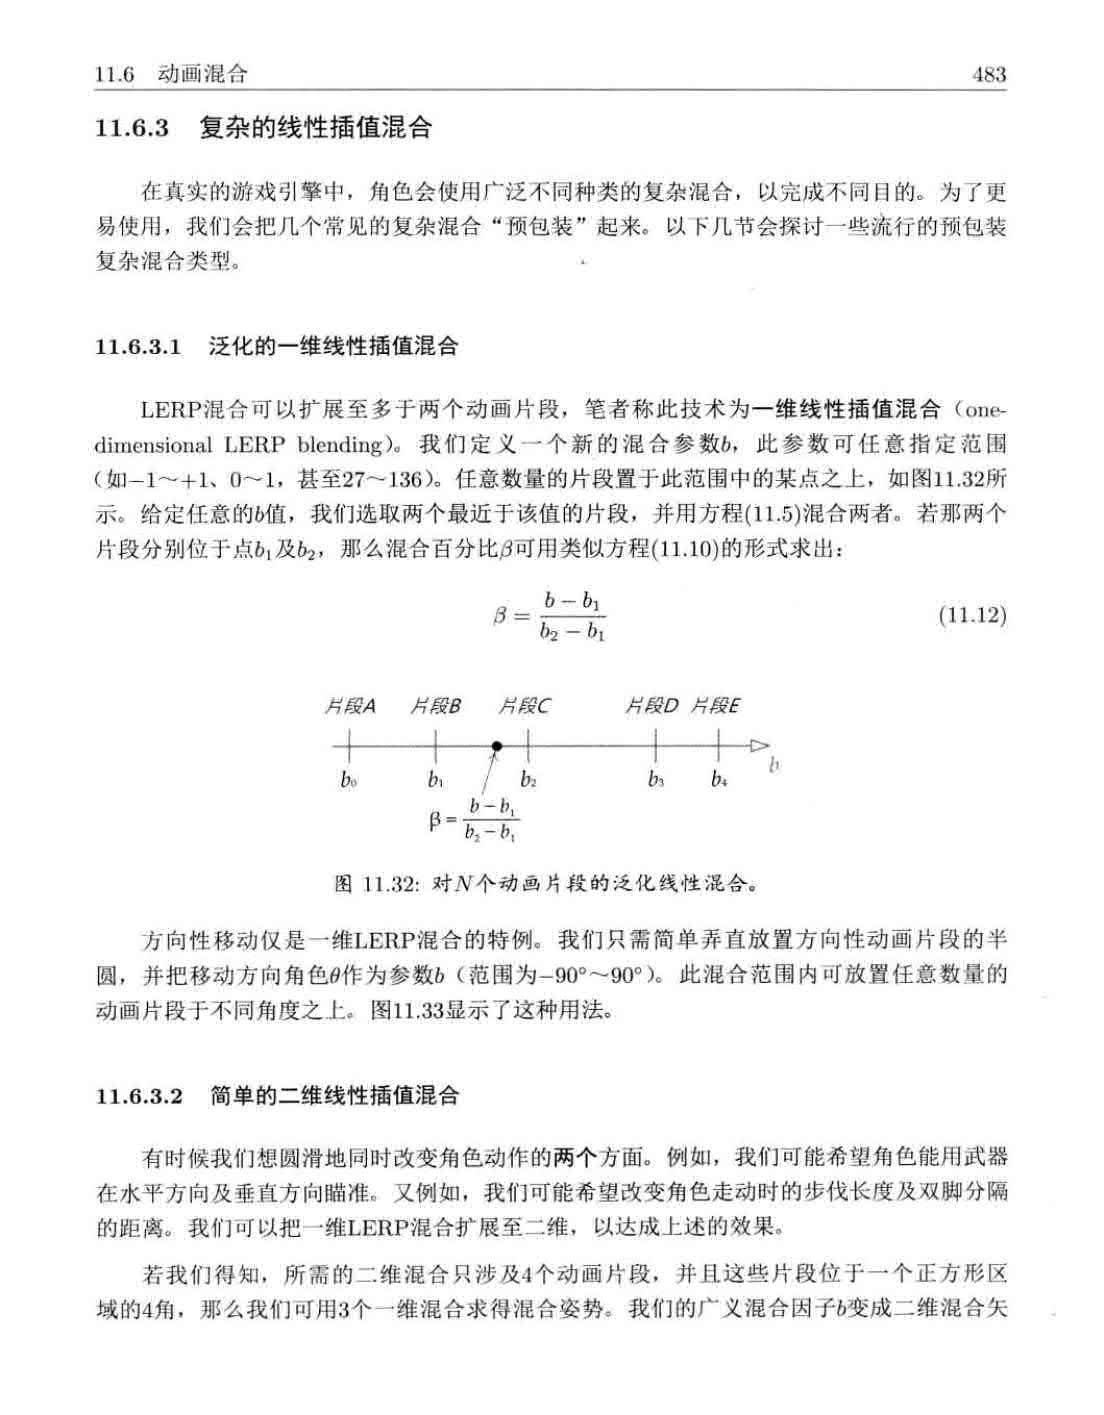 11.6 动画混合 483
11.6.3 复杂的线性插值混合
在真实的游戏引擎中，角色会使用广泛不同种类的复杂混合，以完成不同目的。为了更
易使用，我们会把几个常见的复杂混合“预包装”起来。以下几节会探讨一些流行的预包装
复杂混合类型。
11.6.3.1 泛化的一维线性插值混合
LERP混合可以扩展至多于两个动画片段，笔者称此技术为一维线性插值混合（one-
dimensional LERP blending）。我们定义一个新的混合参数b，此参数可任意指定范围
（如−1～+1、0～1，甚至27～136）。任意数量的片段置于此范围中的某点之上，如图11.32所
示。给定任意的b值，我们选取两个最近于该值的片段，并用方程(11.5)混合两者。若那两个
片段分别位于点b₁及b₂，那么混合百分比β可用类似方程(11.10)的形式求出：
β = (b − b₁)/(b₂ − b₁) (11.12)
片段A 片段B 片段C 片段D 片段E
b₀ b₁ b₂ b₃ b₄ b
β = (b−b₁)/(b₂−b₁)
图 11.32: 对N个动画片段的泛化线性混合。
方向性移动仅是一维LERP混合的特例。我们只需简单弄直放置方向性动画片段的半
圆，并把移动方向角色θ作为参数b（范围为−90°～90°）。此混合范围内可放置任意数量的
动画片段于不同角度之上。图11.33显示了这种用法。
11.6.3.2 简单的二维线性插值混合
有时候我们想圆滑地同时改变角色动作的两个方面。例如，我们可能希望角色能用武器
在水平方向及垂直方向瞄准。又例如，我们可能希望改变角色走动时的步伐长度及双脚分隔
的距离。我们可以把一维LERP混合扩展至二维，以达成上述的效果。
若我们得知，所需的二维混合只涉及4个动画片段，并且这些片段位于一个正方形区
域的4角，那么我们可用3个一维混合求得混合姿势。我们的广义混合因子b变成二维混合矢